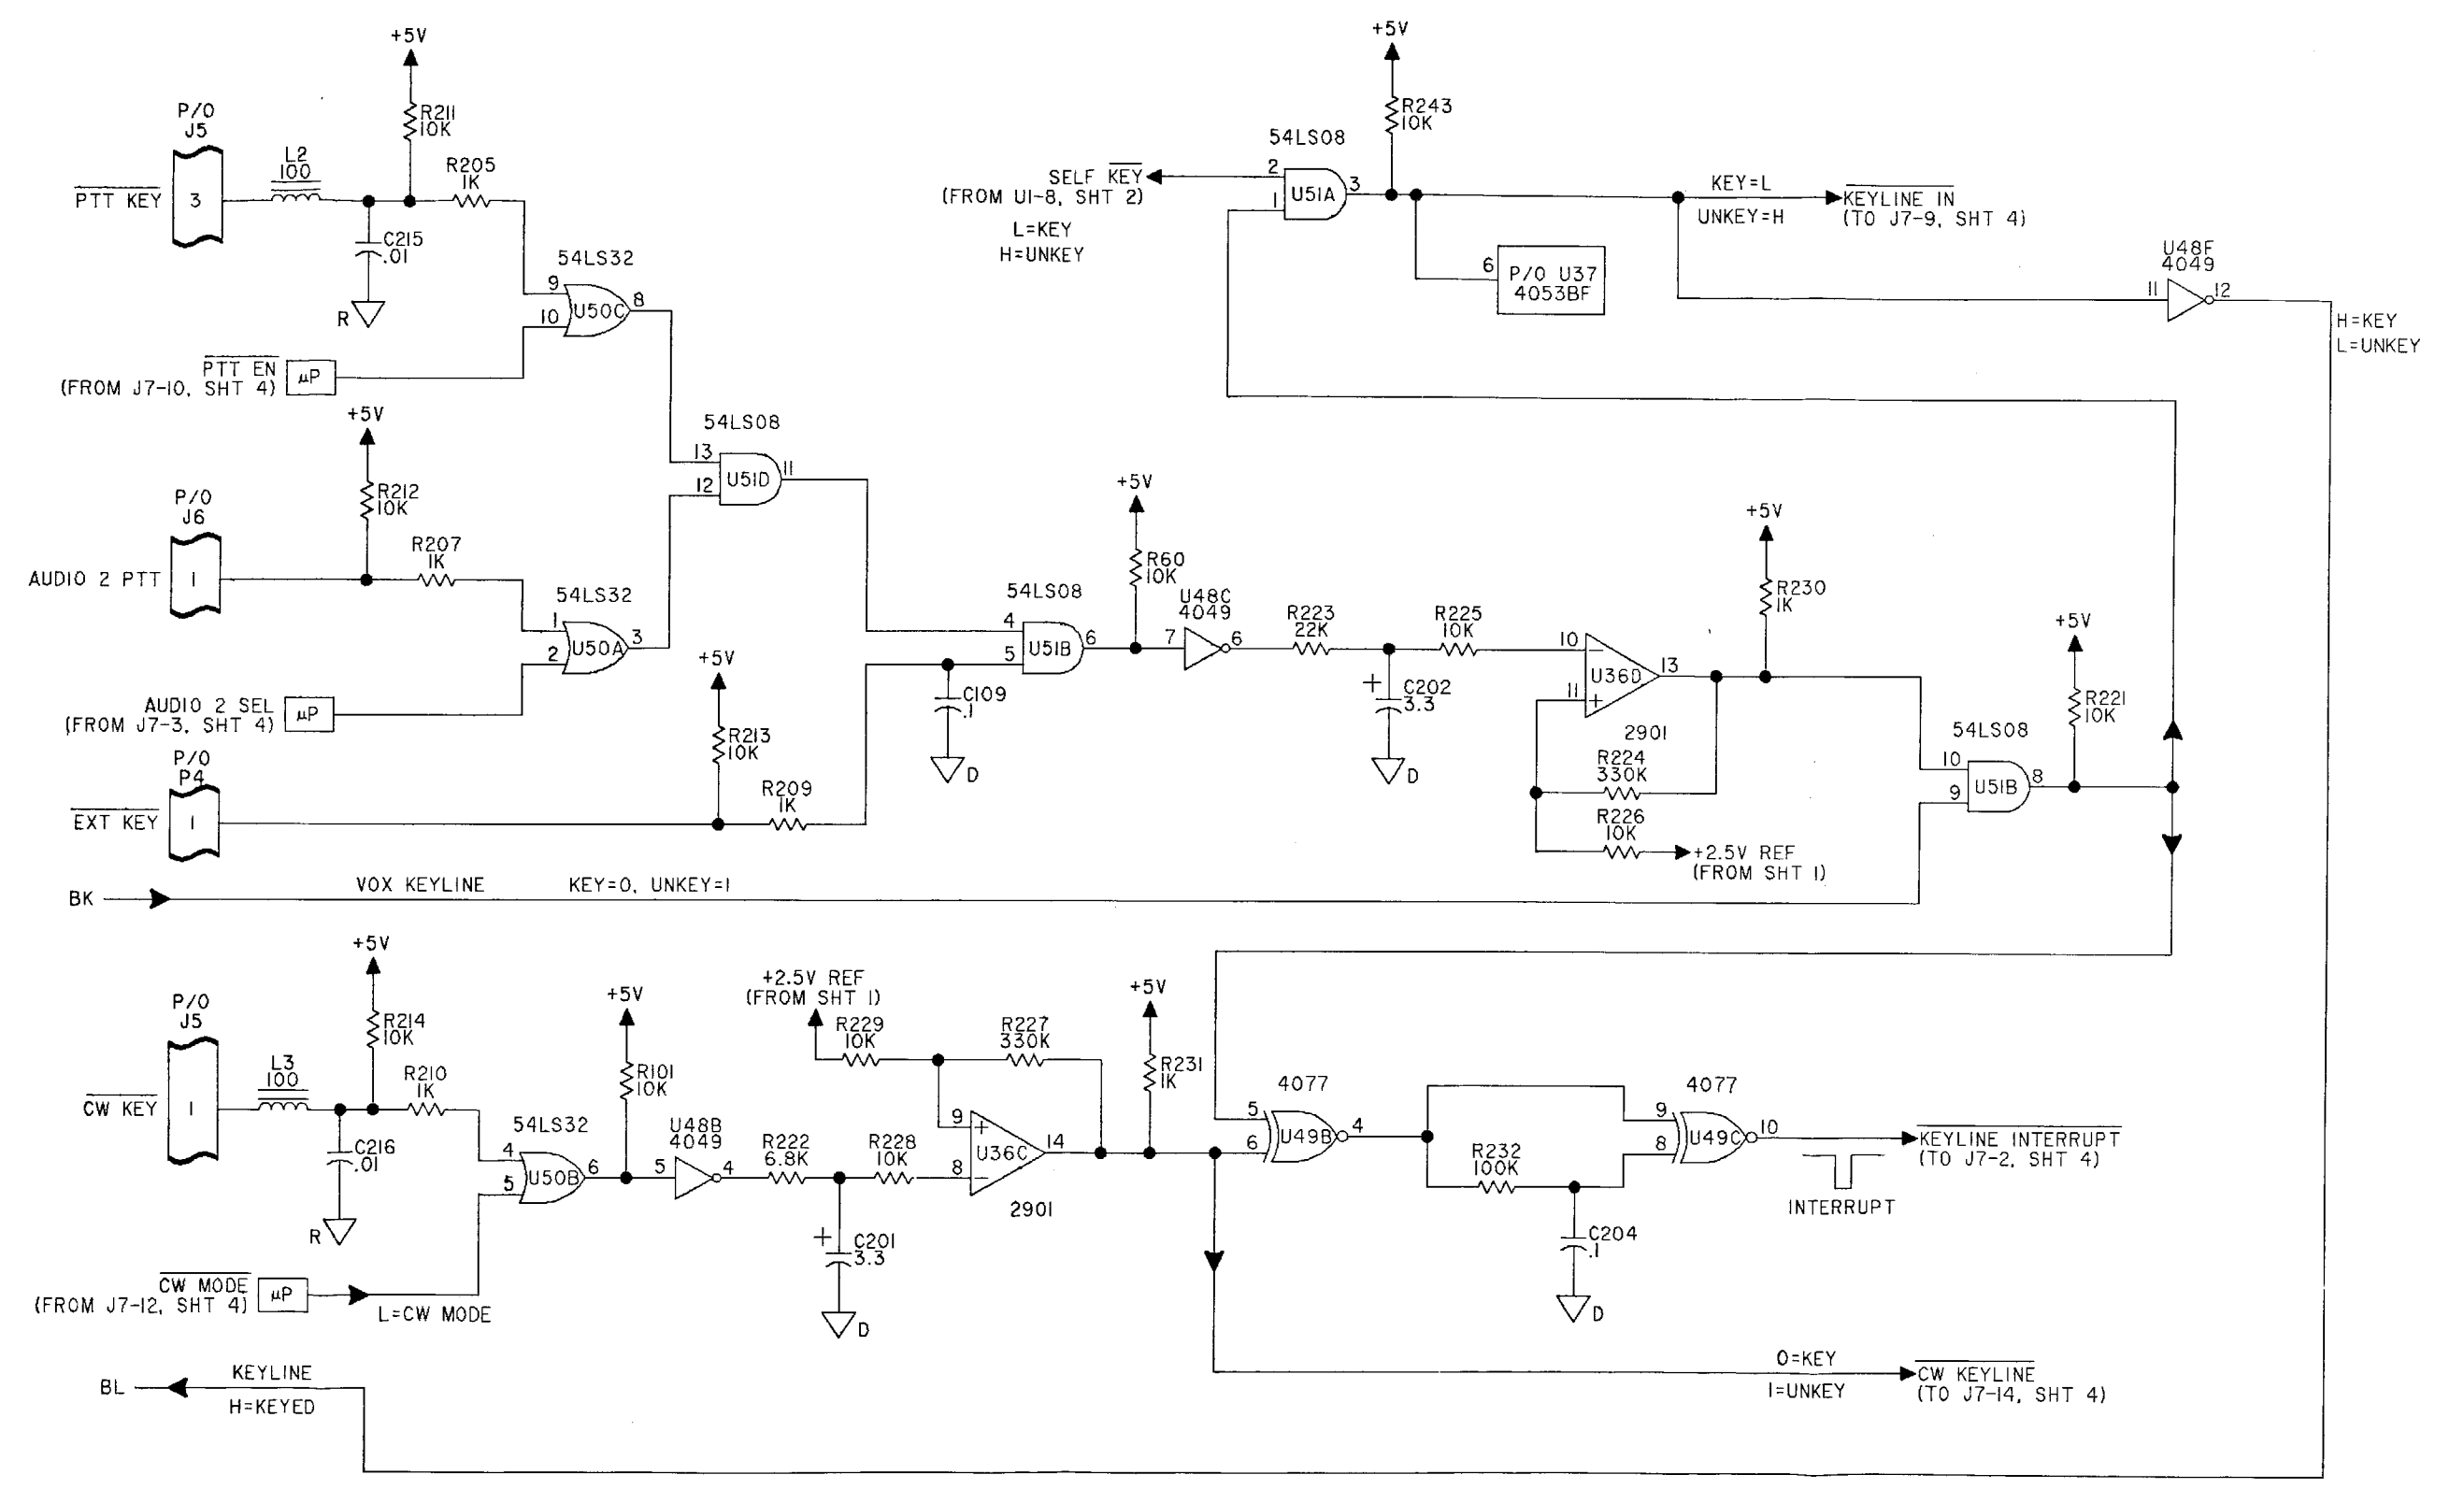 +5V
R211
10K
P/O
J5
PTT KEY
3
L2
100
R205
1K
C215
.01
R
54LS32
9
10
U50C
8
PTT EN
(FROM J7-10, SHT 4)
µP
+5V
R243
10K
54LS08
SELF KEY
(FROM U1-8, SHT 2)
L=KEY
H=UNKEY
2
1
U51A
3
KEY=L
UNKEY=H
KEYLINE IN
(TO J7-9, SHT 4)
6
P/O U37
4053BF
U48F
4049
11
12
H=KEY
L=UNKEY
+5V
R212
10K
P/O
J6
AUDIO 2 PTT
1
R207
1K
54LS32
1
2
U50A
3
AUDIO 2 SEL
(FROM J7-3, SHT 4)
µP
54LS08
13
12
U51D
11
P/O
P4
EXT KEY
1
+5V
R213
10K
R209
1K
C109
.1
D
54LS08
4
5
U51B
6
+5V
R60
10K
U48C
4049
7
6
R223
22K
R225
10K
+
C202
3.3
D
10
11
U36D
13
2901
R224
330K
R226
10K
+2.5V REF
(FROM SHT 1)
+5V
R230
1K
54LS08
10
9
U51B
8
+5V
R221
10K
BK
VOX KEYLINE
KEY=0, UNKEY=1
+5V
R214
10K
P/O
J5
CW KEY
1
L3
100
R210
1K
C216
.01
R
54LS32
4
5
U50B
6
CW MODE
(FROM J7-12, SHT 4)
µP
L=CW MODE
+5V
R101
10K
U48B
4049
5
4
R222
6.8K
R228
10K
+
C201
3.3
D
+2.5V REF
(FROM SHT 1)
R229
10K
R227
330K
9
8
U36C
14
2901
+5V
R231
1K
4077
5
6
U49B
4
R232
100K
C204
.1
D
4077
9
8
U49C
10
KEYLINE INTERRUPT
(TO J7-2, SHT 4)
INTERRUPT
0=KEY
1=UNKEY
CW KEYLINE
(TO J7-14, SHT 4)
BL
KEYLINE
H=KEYED